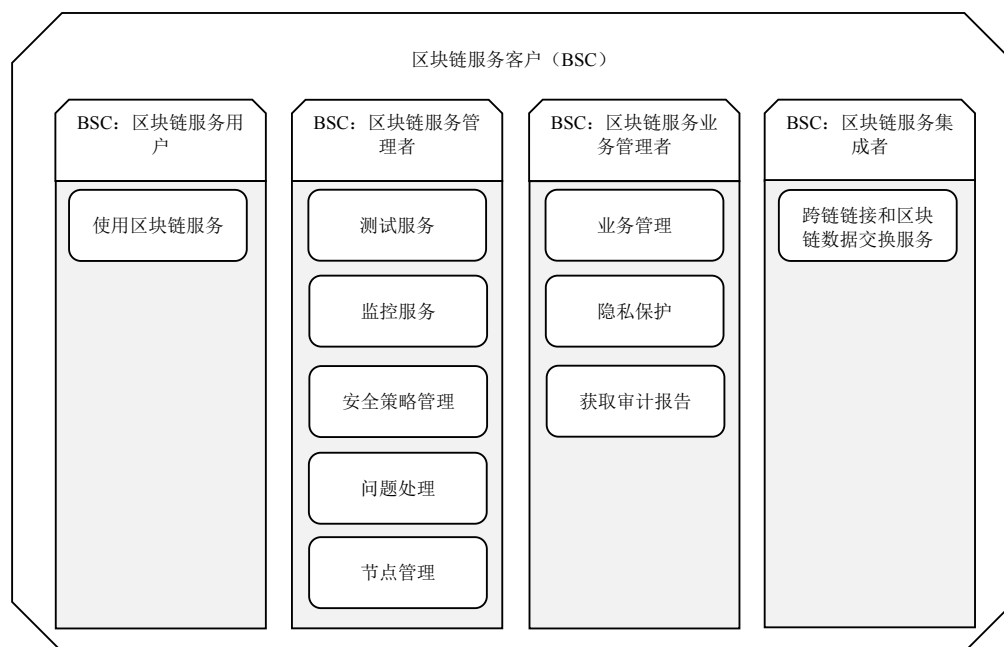 区块链服务客户（BSC）
BSC：区块链服务用
户
使用区块链服务
BSC：区块链服务管
理者
测试服务
监控服务
安全策略管理
问题处理
节点管理
BSC：区块链服务业
务管理者
业务管理
隐私保护
获取审计报告
BSC：区块链服务集
成者
跨链链接和区块
链数据交换服务